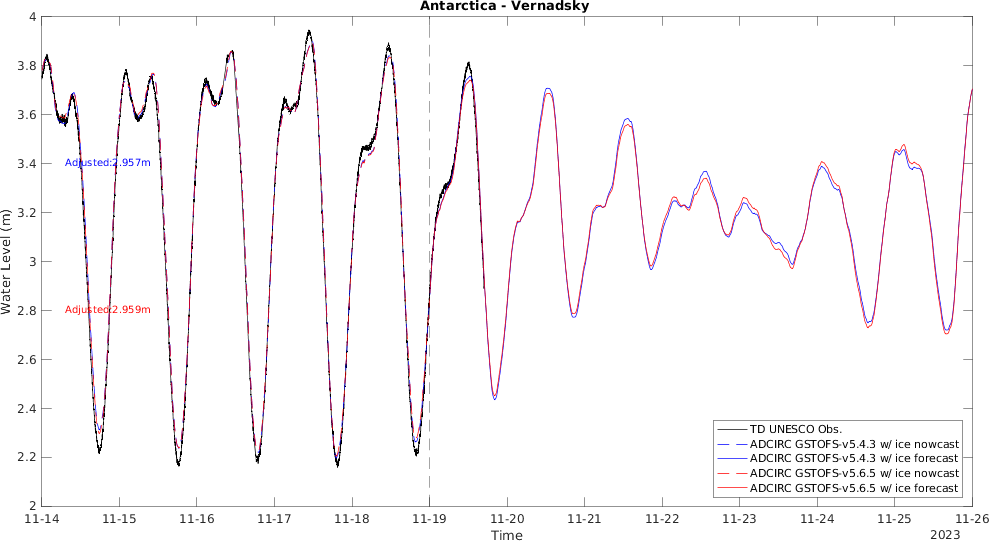 Antarctica - Vernadsky
4
3.8
3.6
3.4
3.2
3
2.8
2.6
2.4
2.2
2
Water Level (m)
Adjusted:2.957m
Adjusted:2.959m
TD UNESCO Obs.
ADCIRC GSTOFS-v5.4.3 w/ ice nowcast
ADCIRC GSTOFS-v5.4.3 w/ ice forecast
ADCIRC GSTOFS-v5.6.5 w/ ice nowcast
ADCIRC GSTOFS-v5.6.5 w/ ice forecast
11-14 11-15 11-16 11-17 11-18 11-19 11-20 11-21 11-22 11-23 11-24 11-25 11-26
Time
2023